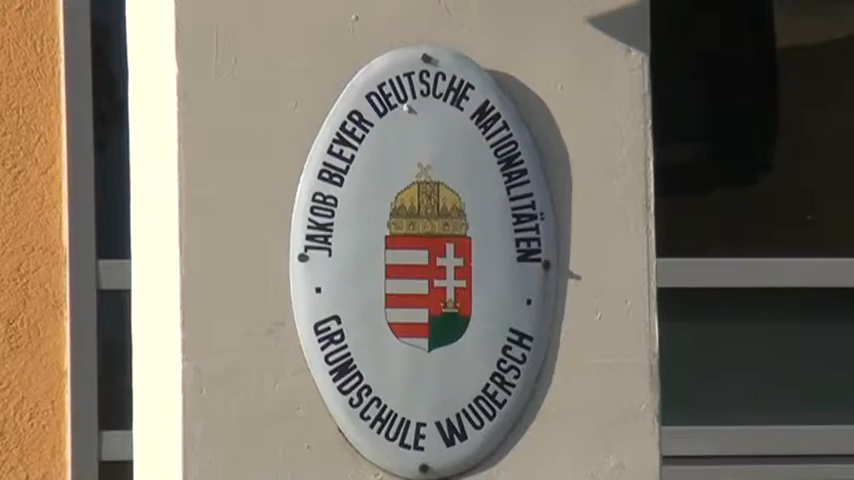 JAKOB BLEYER DEUTSCHE NATIONALITÄTEN
GRUNDSCHULE WUDERSCH